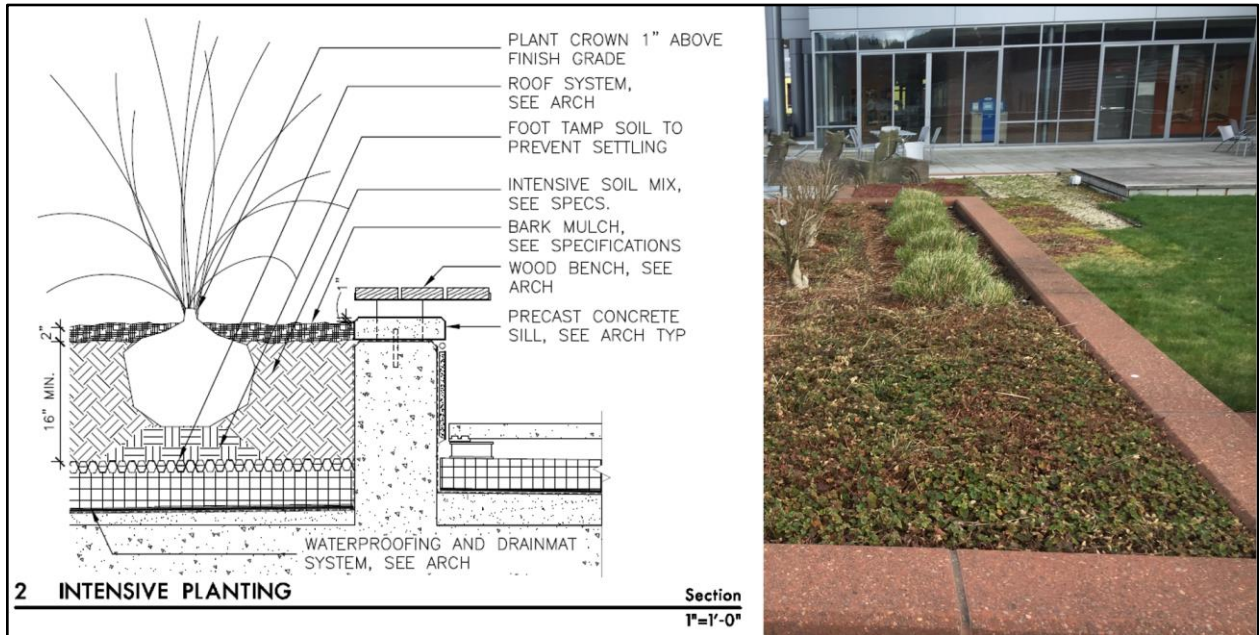 PLANT CROWN 1" ABOVE
FINISH GRADE
ROOF SYSTEM,
SEE ARCH
FOOT TAMP SOIL TO
PREVENT SETTLING
INTENSIVE SOIL MIX,
SEE SPECS.
BARK MULCH,
SEE SPECIFICATIONS
WOOD BENCH, SEE
ARCH
1"
PRECAST CONCRETE
SILL, SEE ARCH TYP
2"
16" MIN.
WATERPROOFING AND DRAINMAT
SYSTEM, SEE ARCH
2 INTENSIVE PLANTING
Section
1"=1'-0"